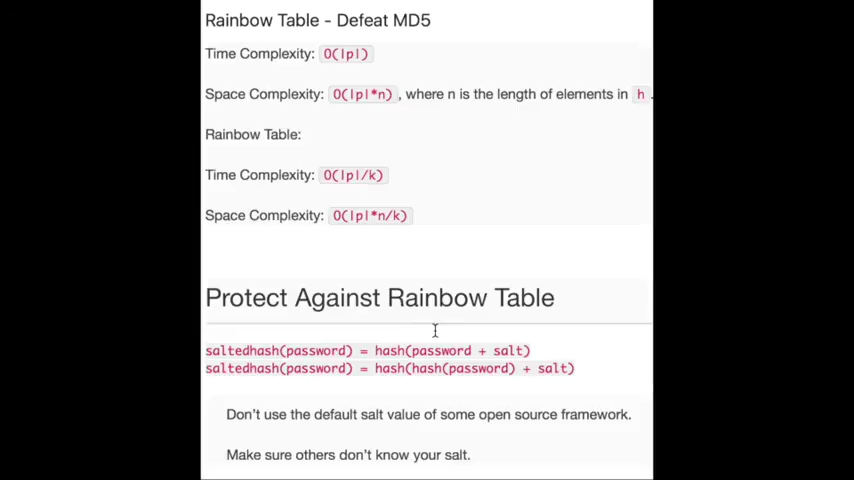 Rainbow Table - Defeat MD5
Time Complexity: O(|p|)
Space Complexity: O(|p|*n), where n is the length of elements in h.
Rainbow Table:
Time Complexity: O(|p|/k)
Space Complexity: O(|p|*n/k)
Protect Against Rainbow Table
saltedhash(password) = hash(password + salt)
saltedhash(password) = hash(hash(password) + salt)
Don’t use the default salt value of some open source framework.
Make sure others don’t know your salt.